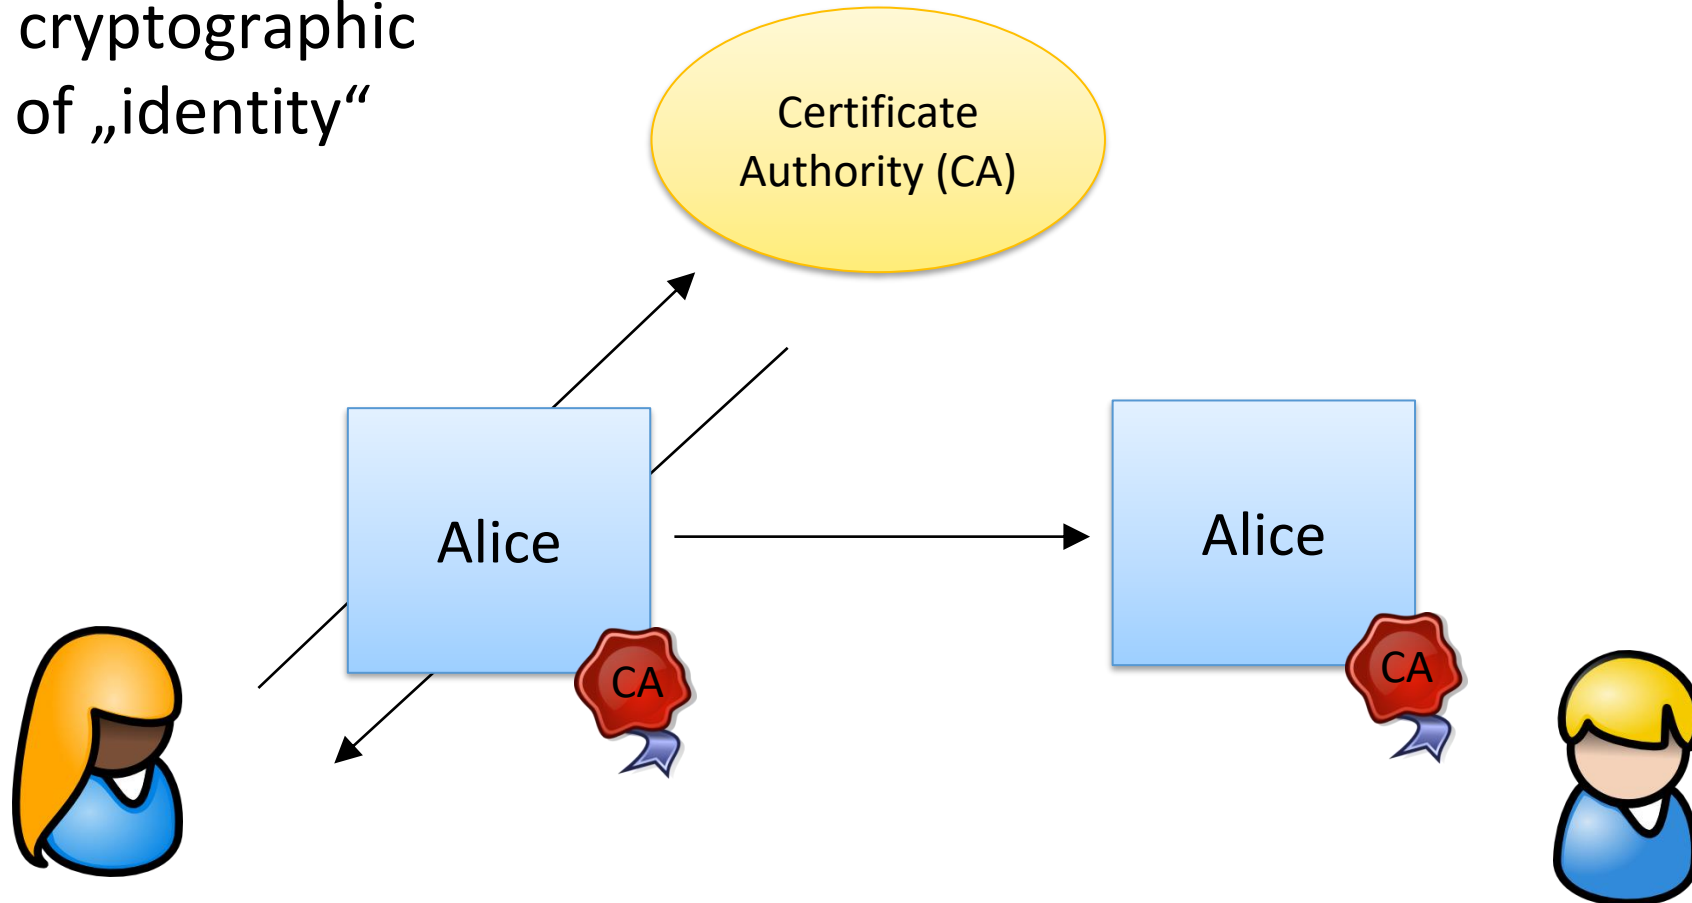 cryptographic
of „identity“
Certificate
Authority (CA)
Alice
Alice
CA
CA